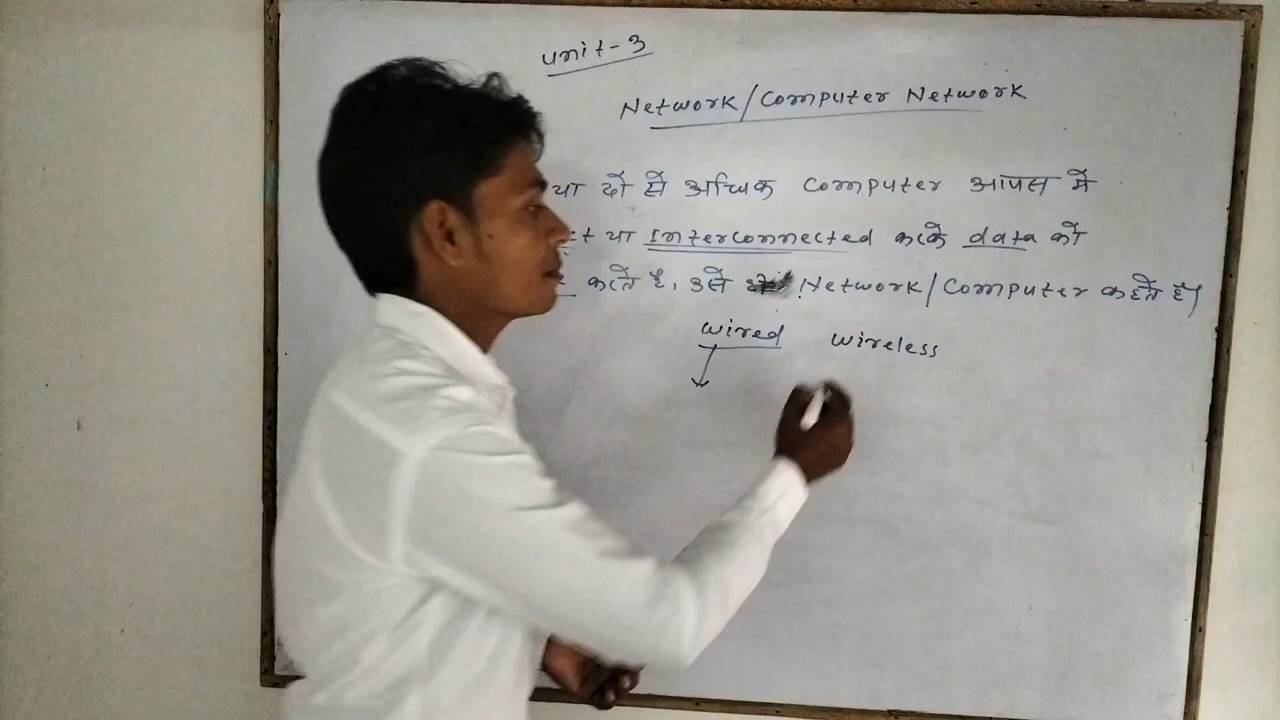 Unit-3
Network/Computer Network
या दो से अधिक Computer आपस में
या Interconnected करके data को
करते है, उसे Network/Computer कहते है।
wired wireless